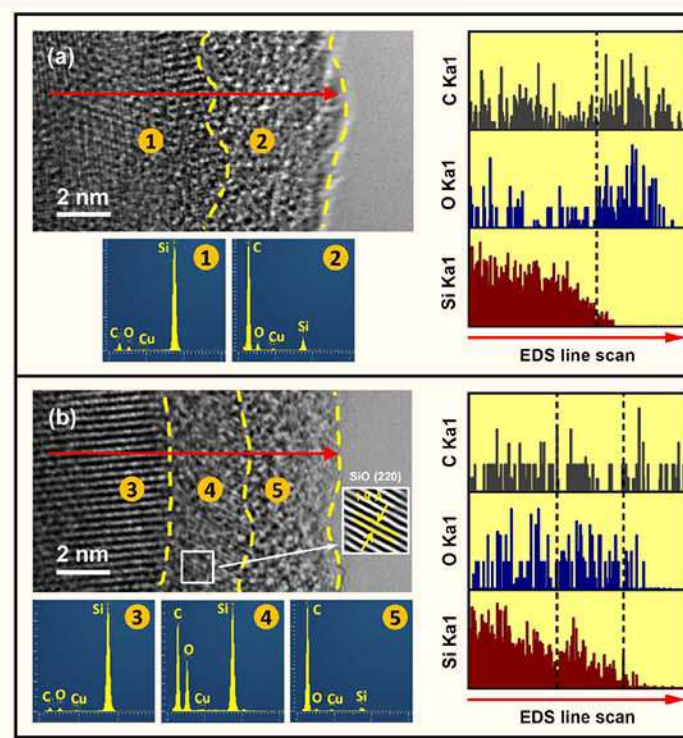 (a)
1
2
2 nm
C Ka1
O Ka1
Si Ka1
EDS line scan
Si
1
C O Cu
C
2
O Cu Si
(b)
3
4
5
2 nm
SiO (220)
C Ka1
O Ka1
Si Ka1
EDS line scan
Si
3
C O Cu
C
O
Si
4
Cu
C
5
O Cu Si